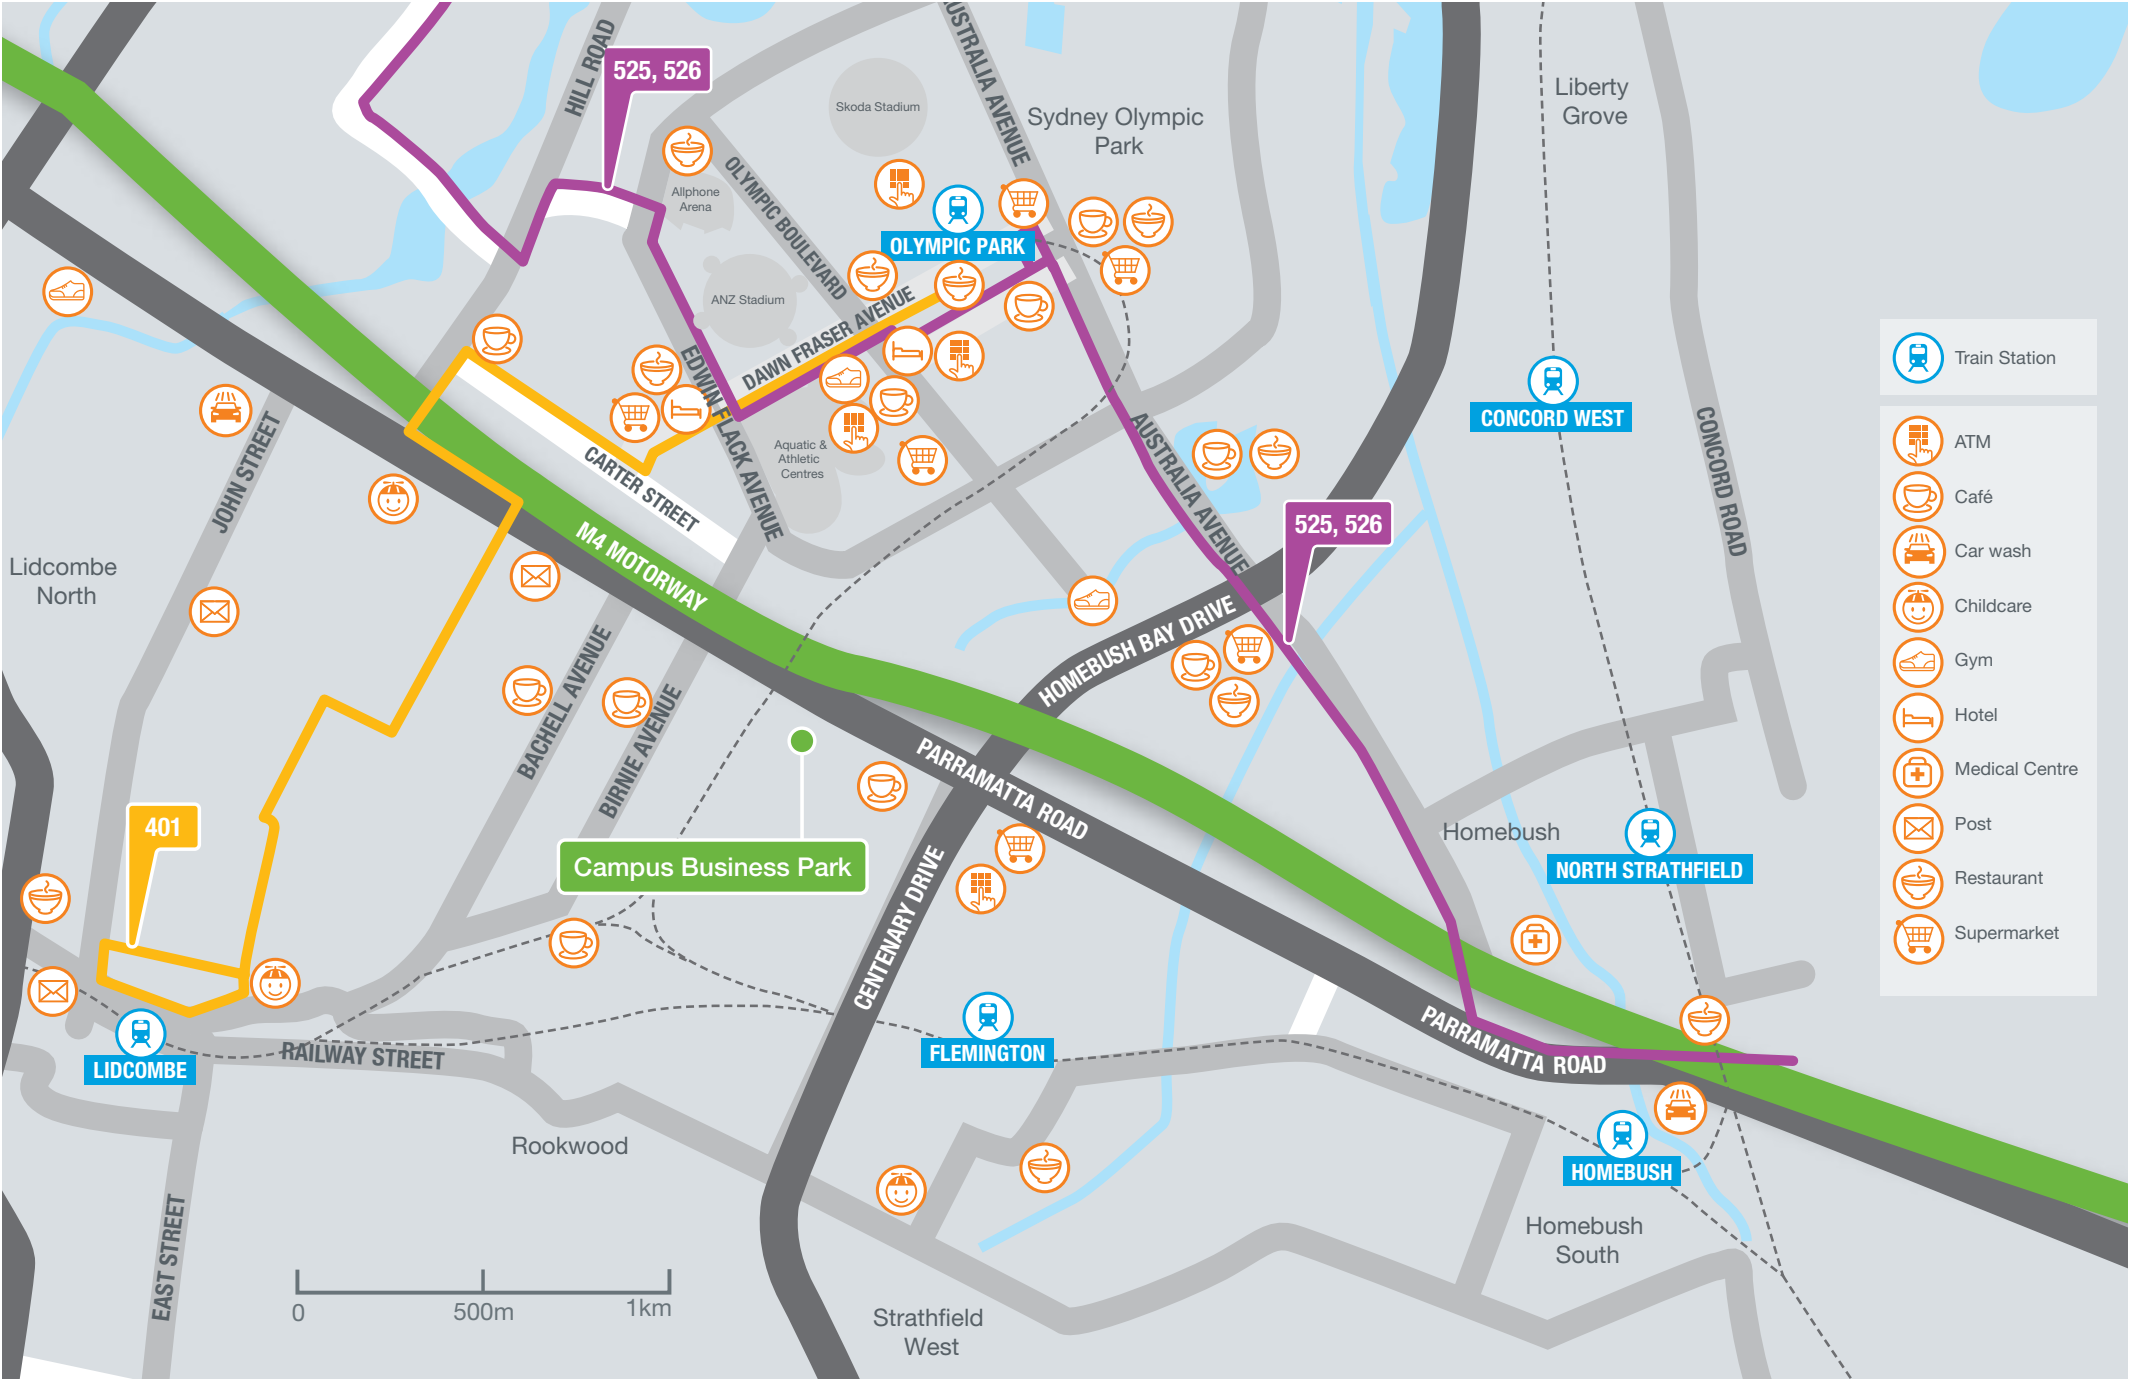 HILL ROAD
525, 526
AUSTRALIA AVENUE
Skoda Stadium
Sydney Olympic
Park
Liberty
Grove
Allphone
Arena
OLYMPIC BOULEVARD
OLYMPIC PARK
ANZ Stadium
DAWN FRASER AVENUE
EDWIN FLACK AVENUE
Aquatic &
Athletic
Centres
CARTER STREET
JOHN STREET
M4 MOTORWAY
Lidcombe
North
AUSTRALIA AVENUE
525, 526
CONCORD WEST
CONCORD ROAD
HOMEBUSH BAY DRIVE
BACHELL AVENUE
BIRNIE AVENUE
PARRAMATTA ROAD
401
Campus Business Park
CENTENARY DRIVE
Homebush
NORTH STRATHFIELD
FLEMINGTON
PARRAMATTA ROAD
LIDCOMBE
RAILWAY STREET
Rookwood
HOMEBUSH
Homebush
South
EAST STREET
0
500m
1km
Strathfield
West
Train Station
ATM
Café
Car wash
Childcare
Gym
Hotel
Medical Centre
Post
Restaurant
Supermarket